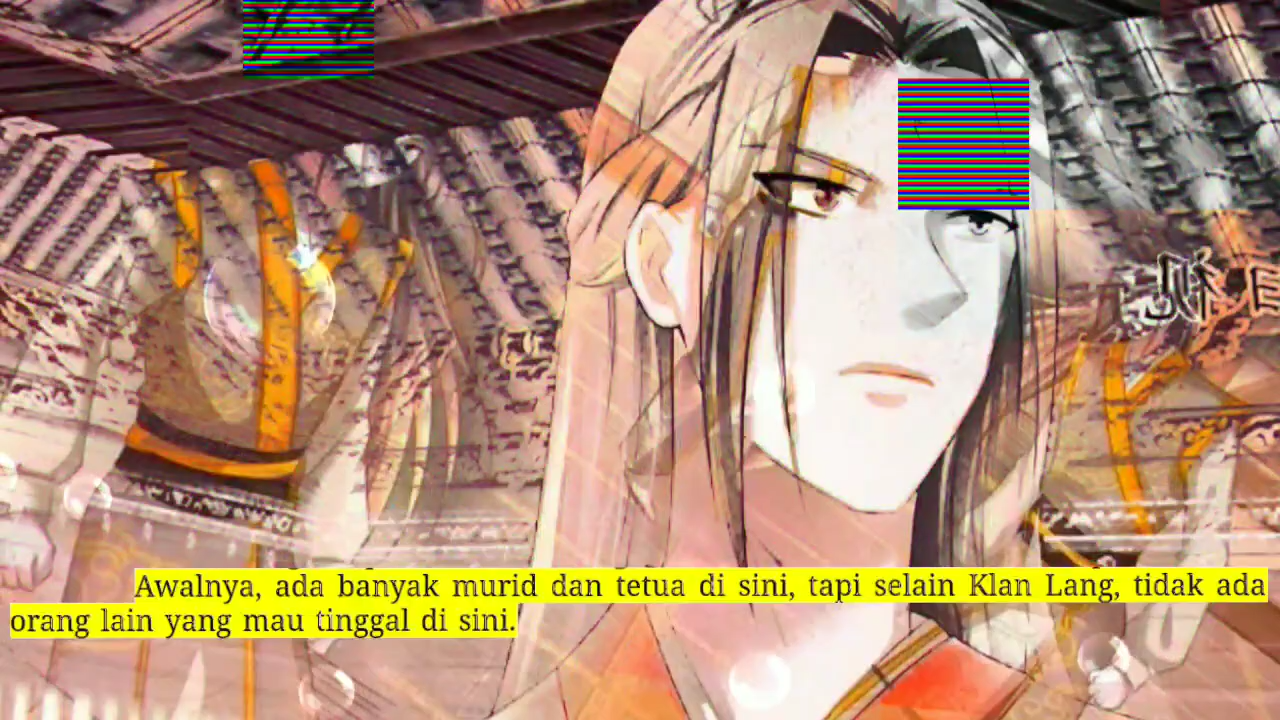 Awalnya, ada banyak murid dan tetua di sini, tapi selain Klan Lang, tidak ada
orang lain yang mau tinggal di sini.